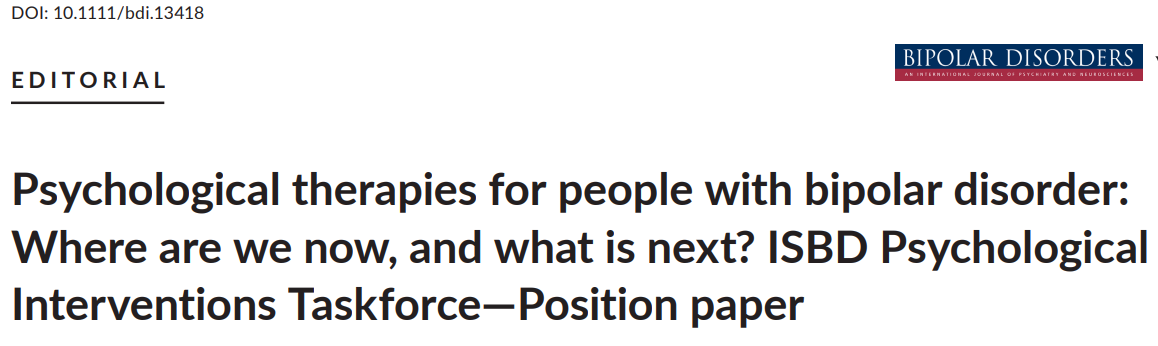 DOI: 10.1111/bdi.13418
EDITORIAL
BIPOLAR DISORDERS
AN INTERNATIONAL JOURNAL OF PSYCHIATRY AND NEUROSCIENCES
Psychological therapies for people with bipolar disorder:
Where are we now, and what is next? ISBD Psychological
Interventions Taskforce—Position paper